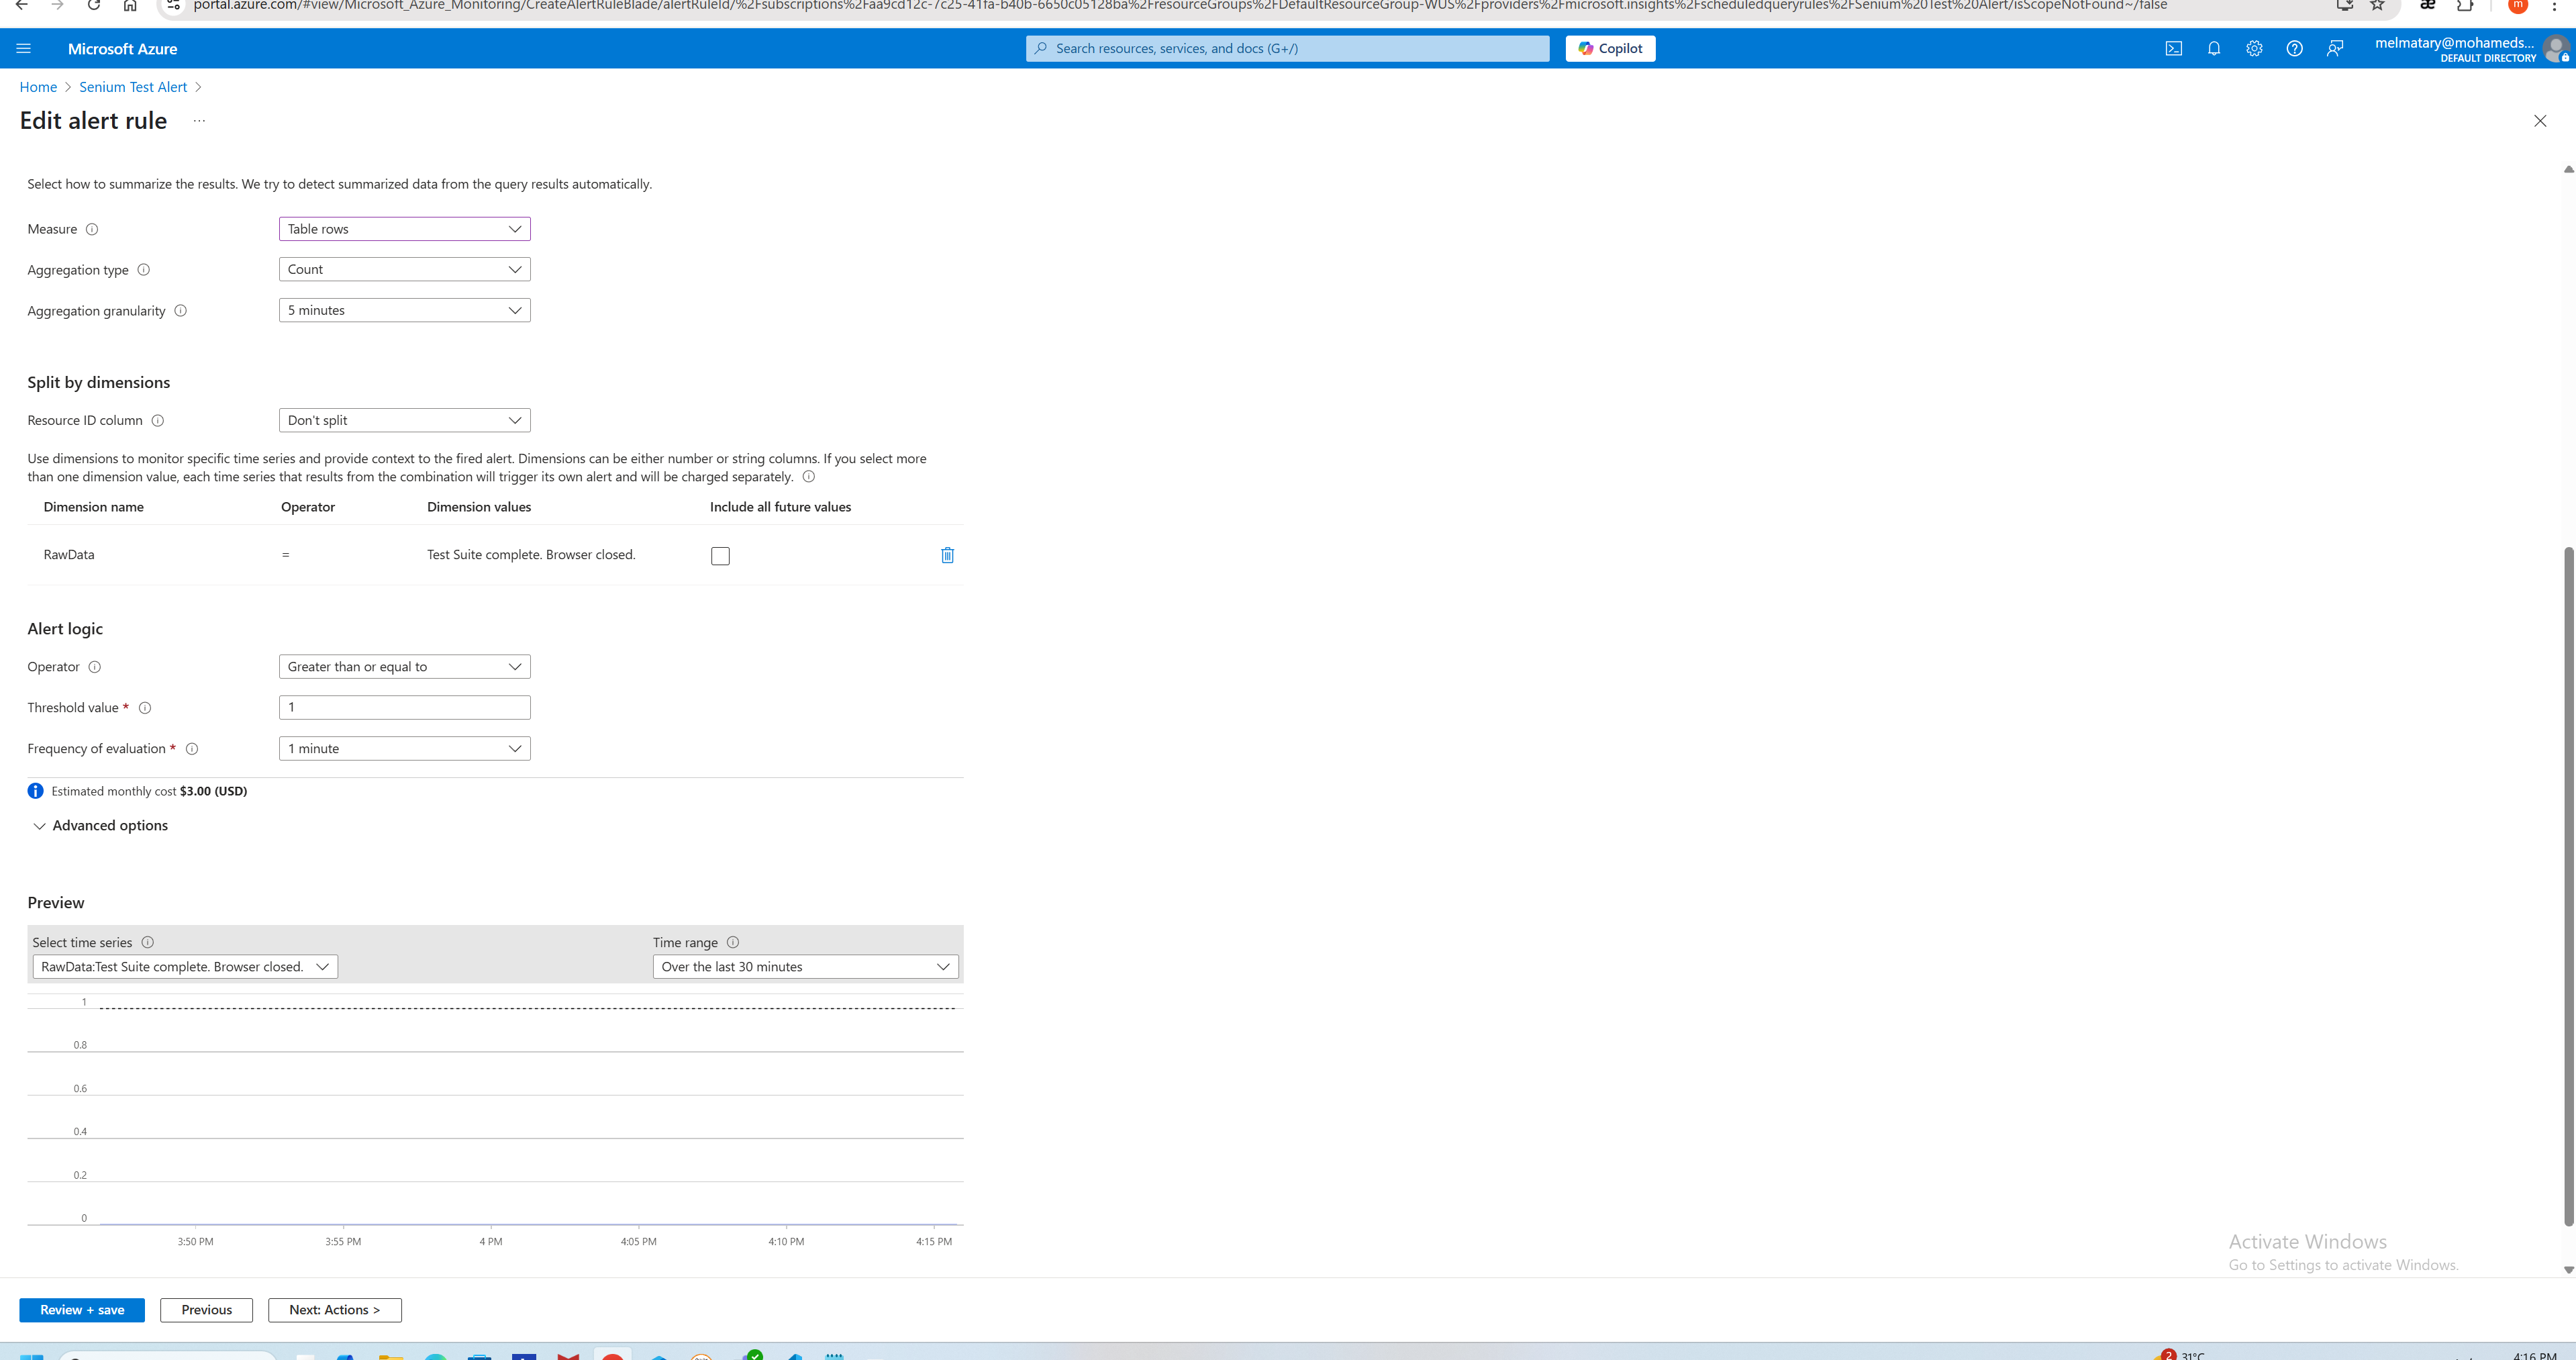 portal.azure.com/#view/Microsoft_Azure_Monitoring/CreateAlertRuleBlade/alertRuleId/%2Fsubscriptions%2Faa9cd12c-7c25-41fa-b40b-6650c05128ba%2FresourceGroups%2FDefaultResourceGroup-WUS%2Fproviders%2Fmicrosoft.insights%2Fscheduledqueryrules%2FSenium%20Test%20Alert/isScopeNotFound~/false
m
Microsoft Azure
Search resources, services, and docs (G+/)
Copilot
melmatary@mohameds...
DEFAULT DIRECTORY
Home > Senium Test Alert >
Edit alert rule ...
Select how to summarize the results. We try to detect summarized data from the query results automatically.
Measure Table rows
Aggregation type Count
Aggregation granularity 5 minutes
Split by dimensions
Resource ID column Don't split
Use dimensions to monitor specific time series and provide context to the fired alert. Dimensions can be either number or string columns. If you select more
than one dimension value, each time series that results from the combination will trigger its own alert and will be charged separately.
Dimension name Operator Dimension values Include all future values
RawData = Test Suite complete. Browser closed.
Alert logic
Operator Greater than or equal to
Threshold value * 1
Frequency of evaluation * 1 minute
Estimated monthly cost $3.00 (USD)
Advanced options
Preview
Select time series Time range
RawData:Test Suite complete. Browser closed. Over the last 30 minutes
1
0.8
0.6
0.4
0.2
0
3:50 PM 3:55 PM 4 PM 4:05 PM 4:10 PM 4:15 PM
Activate Windows
Go to Settings to activate Windows.
Review + save Previous Next: Actions >
2 31°C 4:16 PM